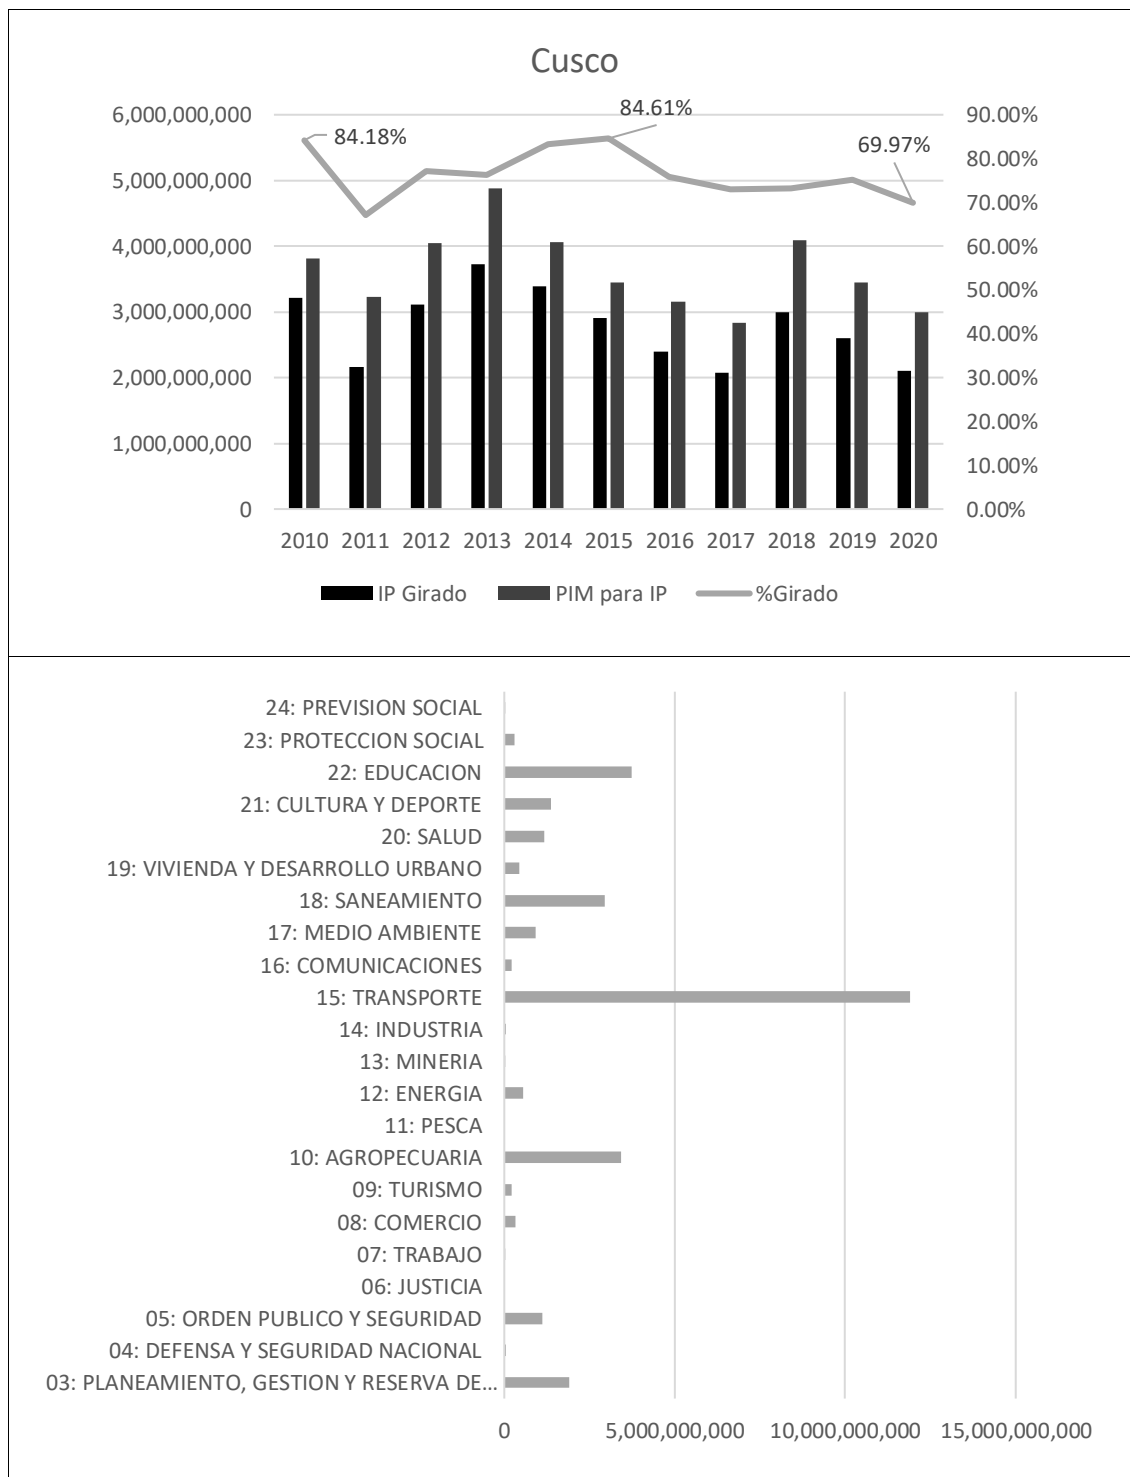 Cusco
6,000,000,000
5,000,000,000
4,000,000,000
3,000,000,000
2,000,000,000
1,000,000,000
0
84.18%
84.61%
69.97%
90.00%
80.00%
70.00%
60.00%
50.00%
40.00%
30.00%
20.00%
10.00%
0.00%
2010 2011 2012 2013 2014 2015 2016 2017 2018 2019 2020
IP Girado PIM para IP %Girado
24: PREVISION SOCIAL
23: PROTECCION SOCIAL
22: EDUCACION
21: CULTURA Y DEPORTE
20: SALUD
19: VIVIENDA Y DESARROLLO URBANO
18: SANEAMIENTO
17: MEDIO AMBIENTE
16: COMUNICACIONES
15: TRANSPORTE
14: INDUSTRIA
13: MINERIA
12: ENERGIA
11: PESCA
10: AGROPECUARIA
09: TURISMO
08: COMERCIO
07: TRABAJO
06: JUSTICIA
05: ORDEN PUBLICO Y SEGURIDAD
04: DEFENSA Y SEGURIDAD NACIONAL
03: PLANEAMIENTO, GESTION Y RESERVA DE...
0 5,000,000,000 10,000,000,000 15,000,000,000